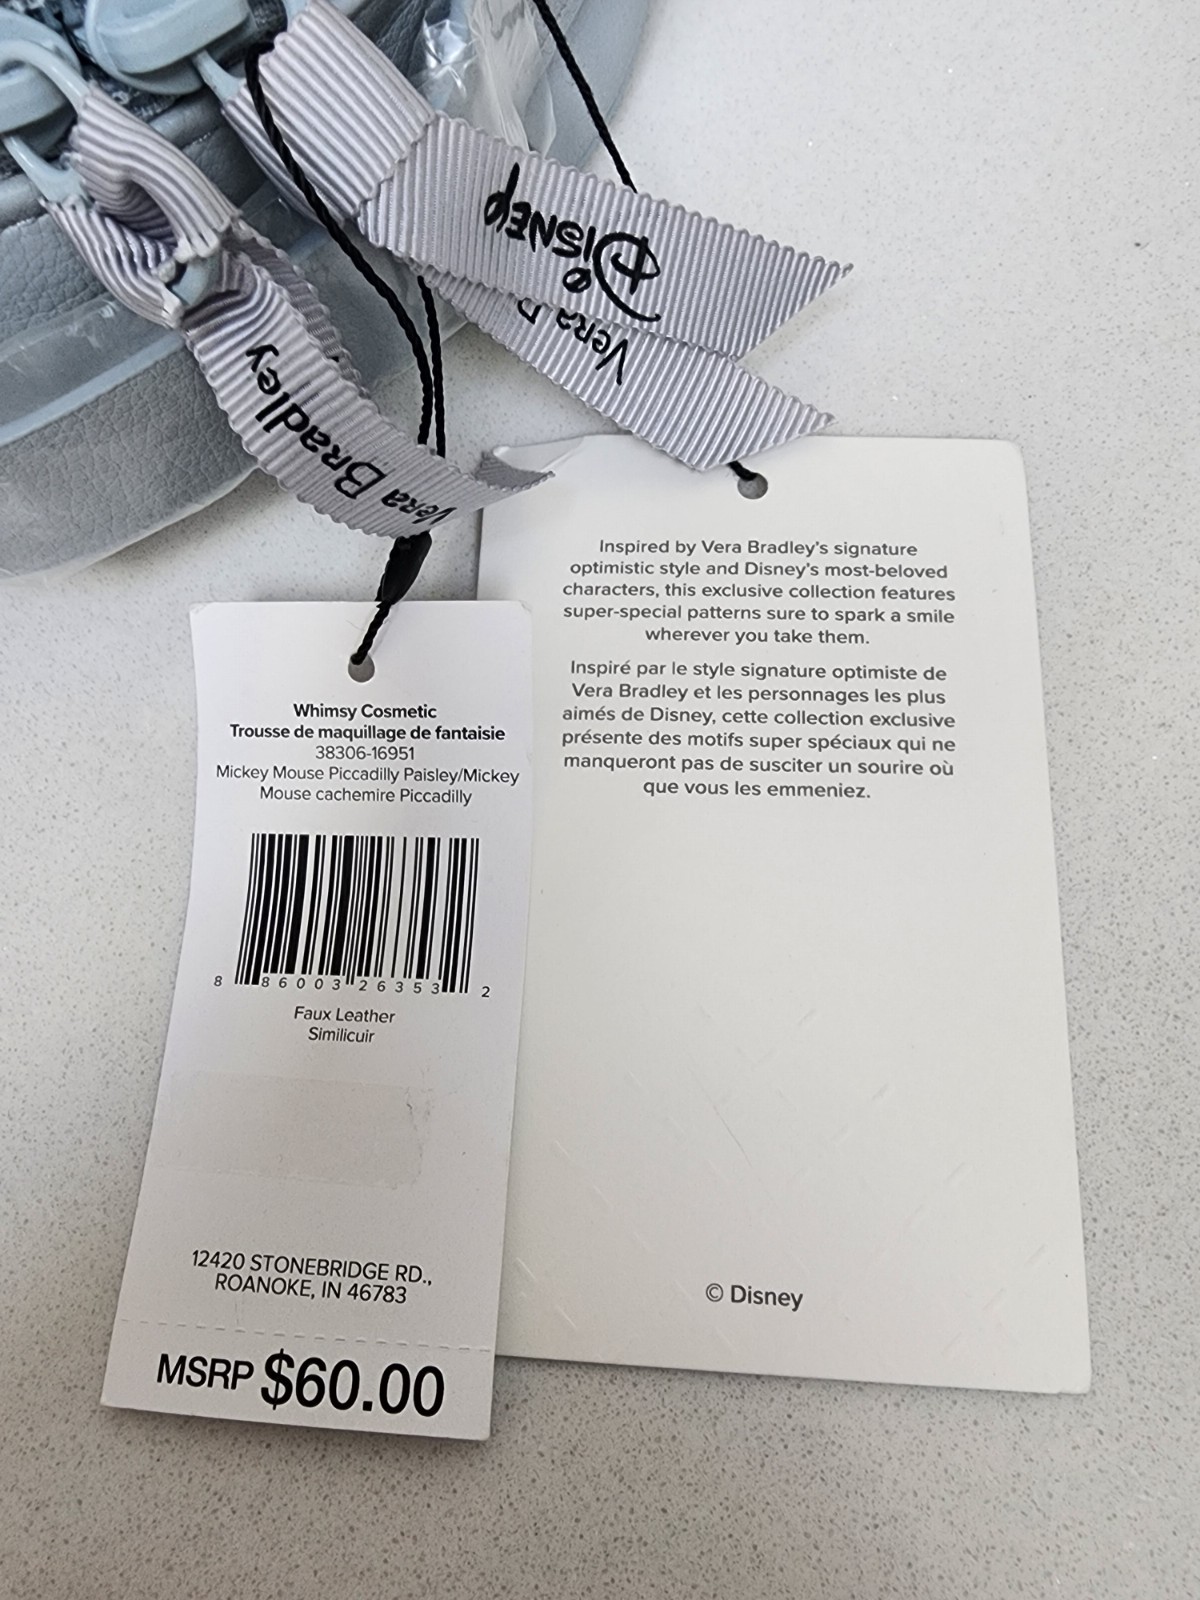 Disney
Vera
Vera Bradley
Inspired by Vera Bradley's signature
optimistic style and Disney's most-beloved
characters, this exclusive collection features
super-special patterns sure to spark a smile
wherever you take them.
Inspiré par le style signature optimiste de
Vera Bradley et les personnages les plus
aimés de Disney, cette collection exclusive
présente des motifs super spéciaux qui ne
manqueront pas de susciter un sourire où
que vous les emmeniez.
© Disney
Whimsy Cosmetic
Trousse de maquillage de fantaisie
38306-16951
Mickey Mouse Piccadilly Paisley/Mickey
Mouse cachemire Piccadilly
8 86003 26353 2
Faux Leather
Similicuir
12420 STONEBRIDGE RD.,
ROANOKE, IN 46783
MSRP $60.00